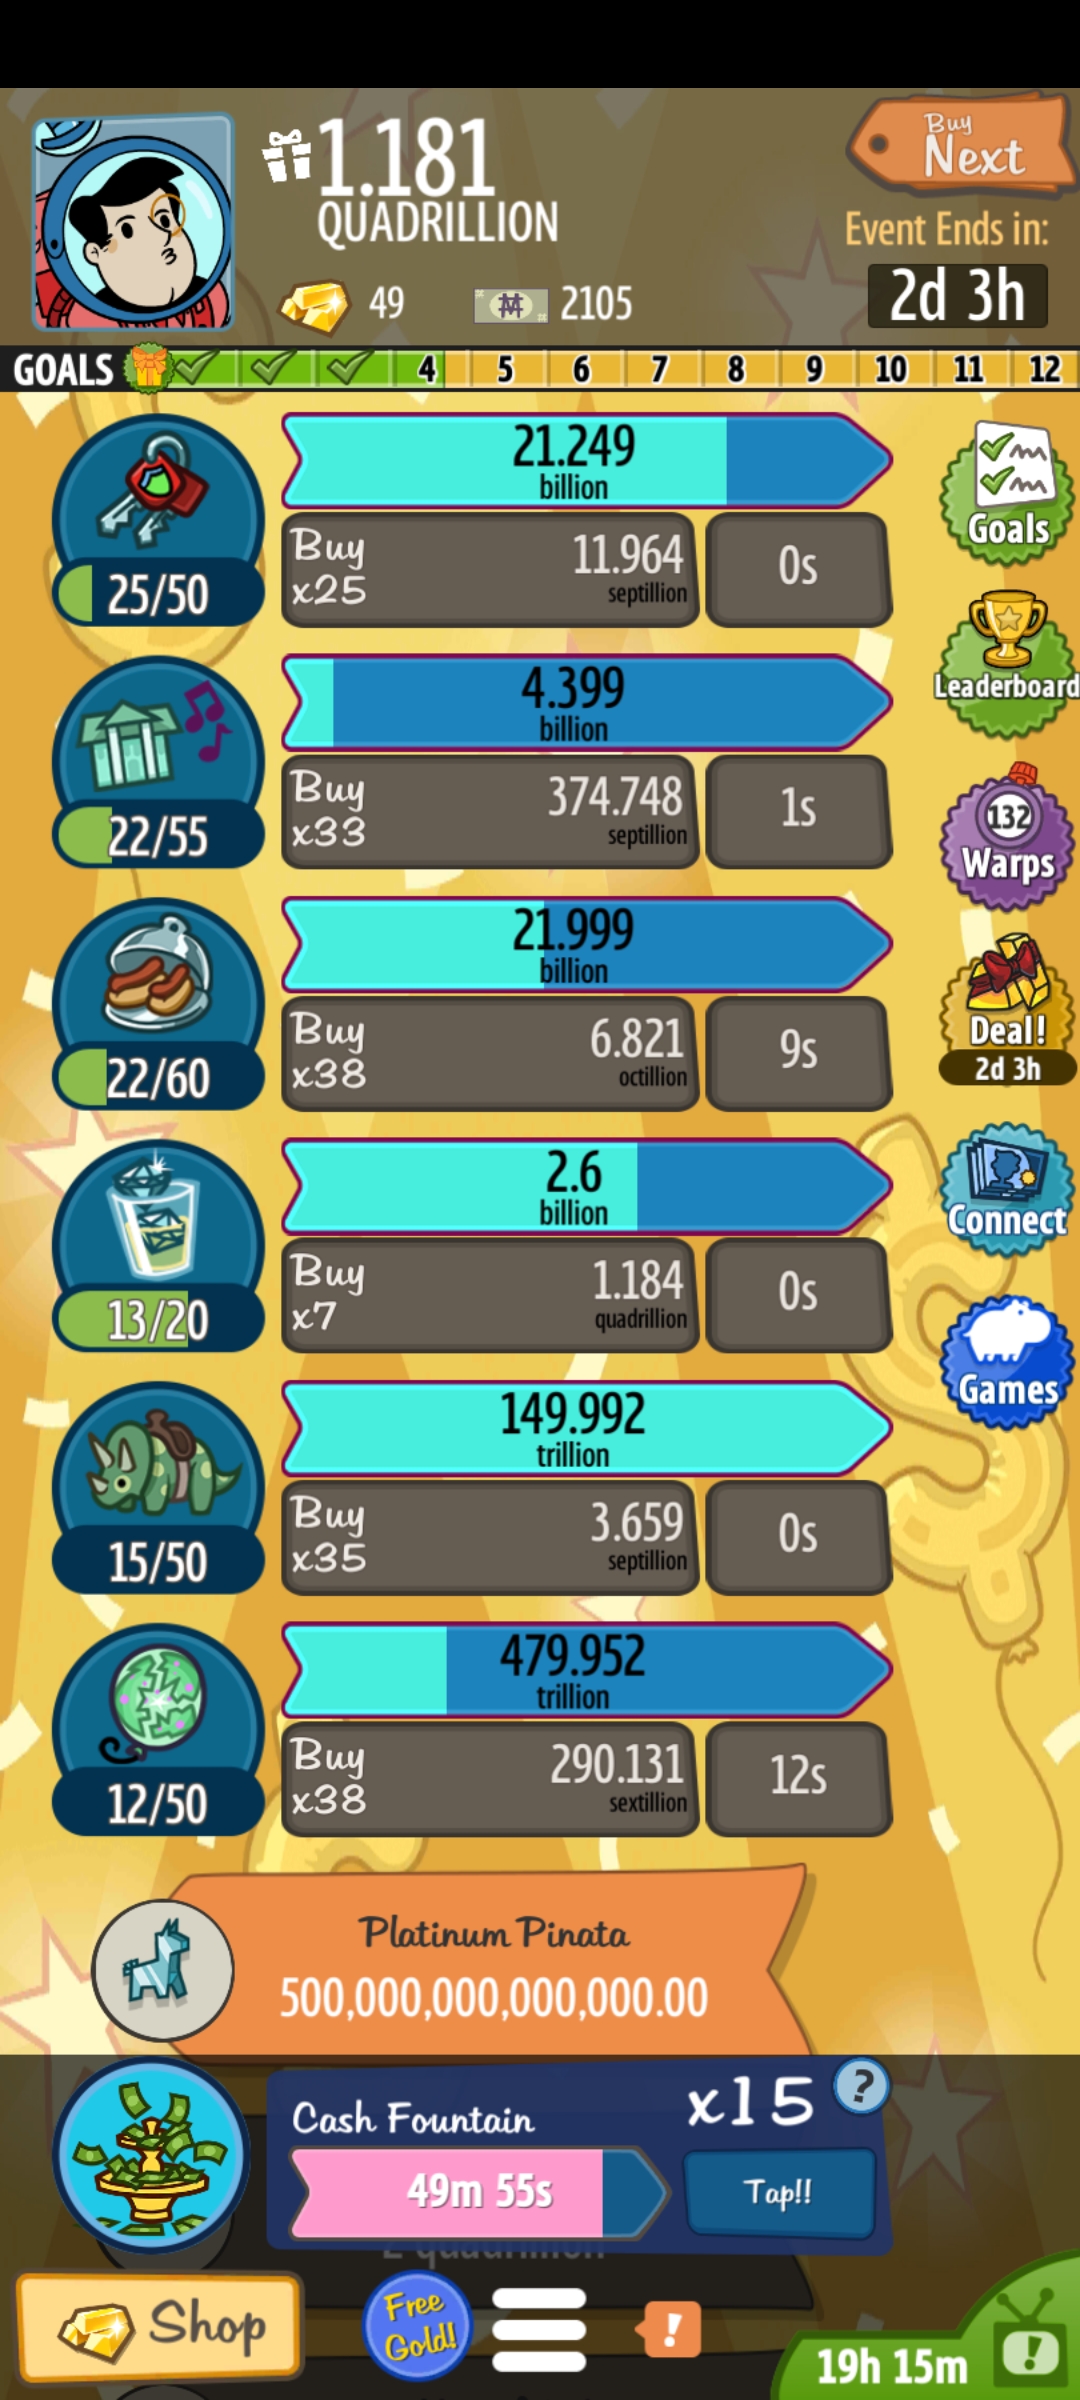 1.181
QUADRILLION
Buy
Next
Event Ends in:
49
2105
2d 3h
GOALS
4 5 6 7 8 9 10 11 12
21.249
billion
25/50
Buy
x25
11.964
septillion
0s
Goals
4.399
billion
22/55
Buy
x33
374.748
septillion
1s
Leaderboard
132
Warps
21.999
billion
22/60
Buy
x38
6.821
octillion
9s
Deal!
2d 3h
2.6
billion
13/20
Buy
x7
1.184
quadrillion
0s
Connect
Games
149.992
trillion
15/50
Buy
x35
3.659
septillion
0s
479.952
trillion
12/50
Buy
x38
290.131
sextillion
12s
Platinum Pinata
500,000,000,000,000.00
Cash Fountain
x15
?
49m 55s
Tap!!
2 quadrillion
Shop
Free
Gold!
!
19h 15m
!